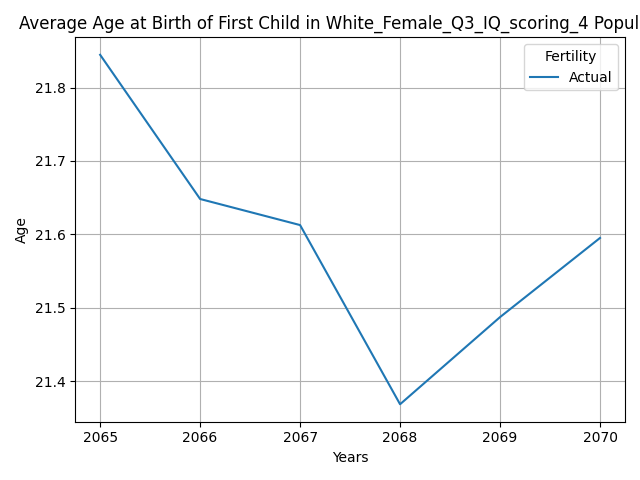 Average Age at Birth of First Child in White_Female_Q3_IQ_scoring_4 Popul
Fertility
Actual
21.8
21.7
21.6
21.5
21.4
Age
2065 2066 2067 2068 2069 2070
Years